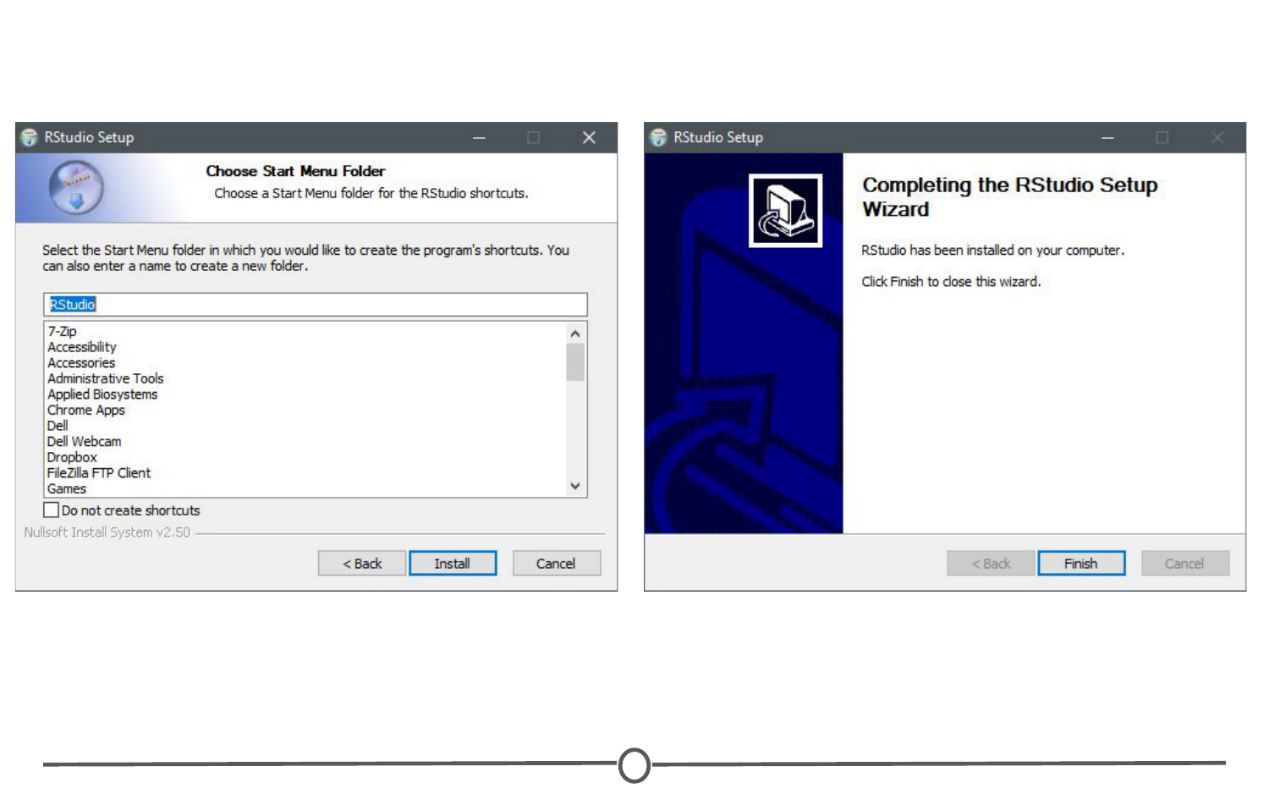 RStudio Setup
Choose Start Menu Folder
Choose a Start Menu folder for the RStudio shortcuts.
Select the Start Menu folder in which you would like to create the program's shortcuts. You
can also enter a name to create a new folder.
RStudio
7-Zip
Accessibility
Accessories
Administrative Tools
Applied Biosystems
Chrome Apps
Dell
Dell Webcam
Dropbox
FileZilla FTP Client
Games
Do not create shortcuts
Nullsoft Install System v2.50
< Back
Install
Cancel
RStudio Setup
Completing the RStudio Setup
Wizard
RStudio has been installed on your computer.
Click Finish to close this wizard.
< Back
Finish
Cancel